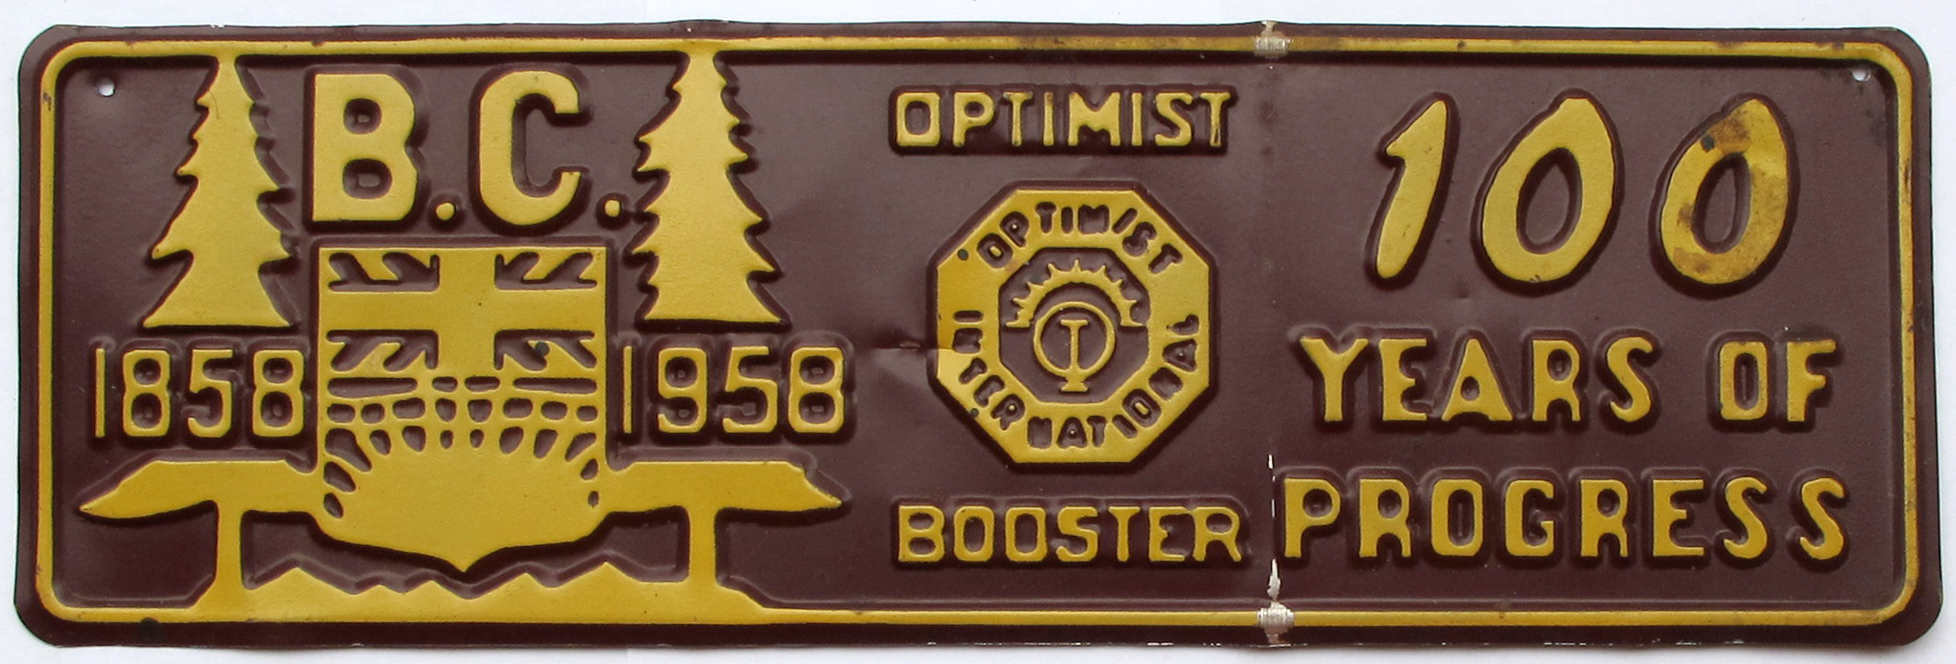 B.C.
1858 1958
OPTIMIST
OPTIMIST
INTERNATIONAL
BOOSTER
100
YEARS OF
PROGRESS